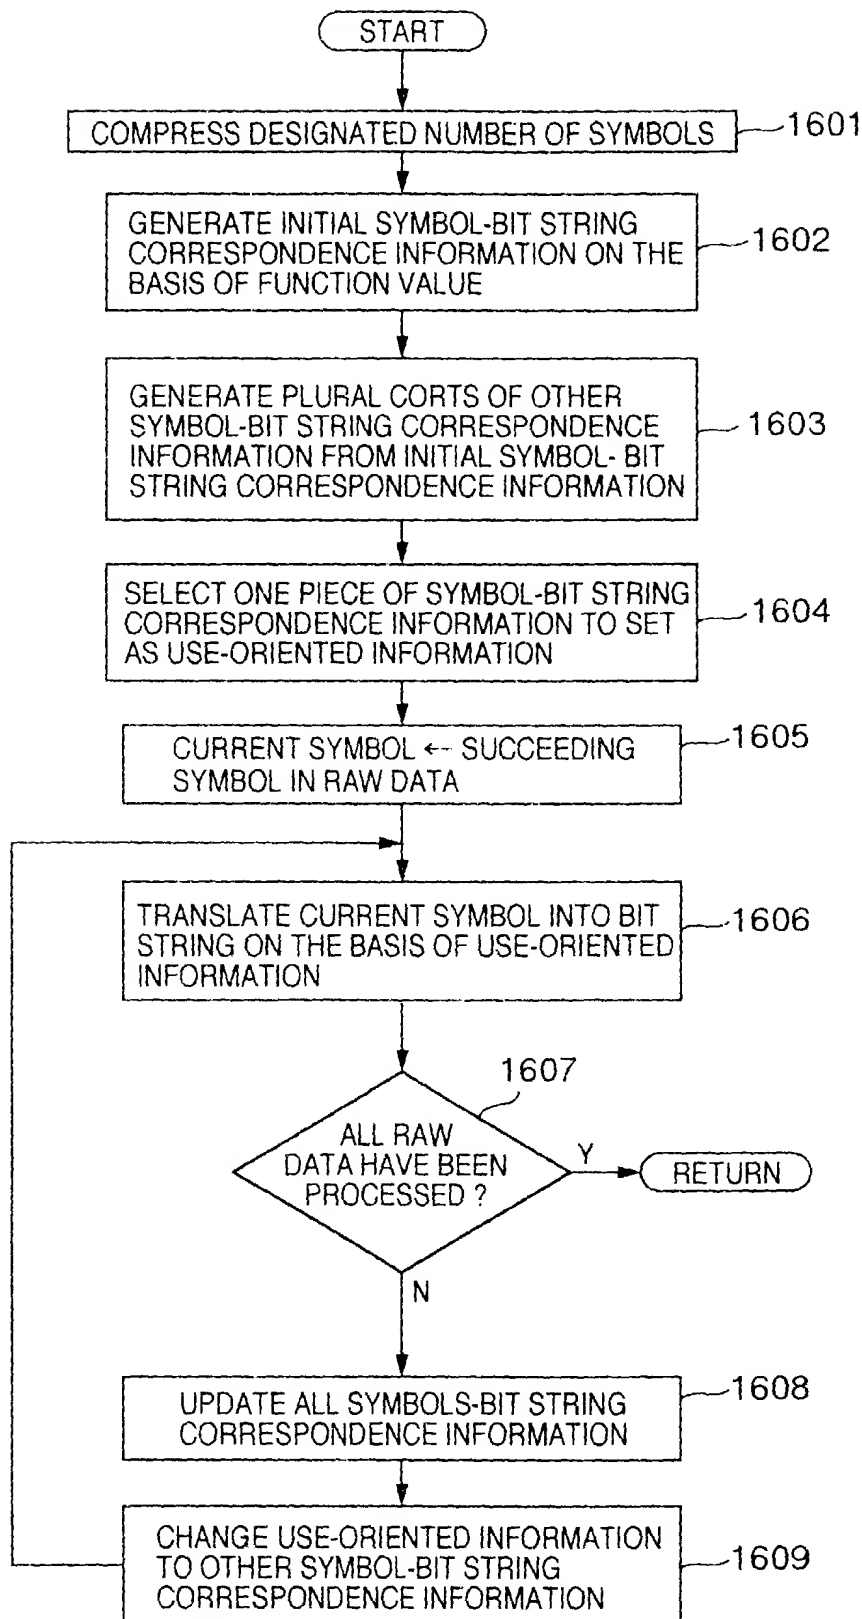 START
COMPRESS DESIGNATED NUMBER OF SYMBOLS
1601
GENERATE INITIAL SYMBOL-BIT STRING
CORRESPONDENCE INFORMATION ON THE
BASIS OF FUNCTION VALUE
1602
GENERATE PLURAL CORTS OF OTHER
SYMBOL-BIT STRING CORRESPONDENCE
INFORMATION FROM INITIAL SYMBOL- BIT
STRING CORRESPONDENCE INFORMATION
1603
SELECT ONE PIECE OF SYMBOL-BIT STRING
CORRESPONDENCE INFORMATION TO SET
AS USE-ORIENTED INFORMATION
1604
CURRENT SYMBOL ← SUCCEEDING
SYMBOL IN RAW DATA
1605
TRANSLATE CURRENT SYMBOL INTO BIT
STRING ON THE BASIS OF USE-ORIENTED
INFORMATION
1606
1607
ALL RAW
DATA HAVE BEEN
PROCESSED ?
Y
RETURN
N
UPDATE ALL SYMBOLS-BIT STRING
CORRESPONDENCE INFORMATION
1608
CHANGE USE-ORIENTED INFORMATION
TO OTHER SYMBOL-BIT STRING
CORRESPONDENCE INFORMATION
1609